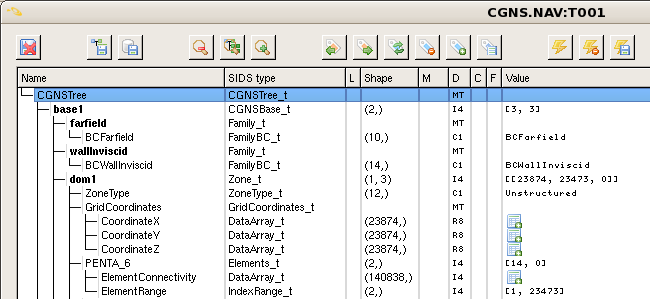 CGNS.NAV:T001
Name SIDS type L Shape M D C F Value
CGNSTree CGNSTree_t MT
base1 CGNSBase_t (2,) I4 [3, 3]
farfield Family_t MT
BCFarfield FamilyBC_t (10,) C1 BCFarfield
wallInviscid Family_t MT
BCWallInviscid FamilyBC_t (14,) C1 BCWallInviscid
dom1 Zone_t (1, 3) I4 [[23874, 23473, 0]]
ZoneType ZoneType_t (12,) C1 Unstructured
GridCoordinates GridCoordinates_t MT
CoordinateX DataArray_t (23874,) R8
CoordinateY DataArray_t (23874,) R8
CoordinateZ DataArray_t (23874,) R8
PENTA_6 Elements_t (2,) I4 [14, 0]
ElementConnectivity DataArray_t (140838,) I4
ElementRange IndexRange_t (2,) I4 [1, 23473]